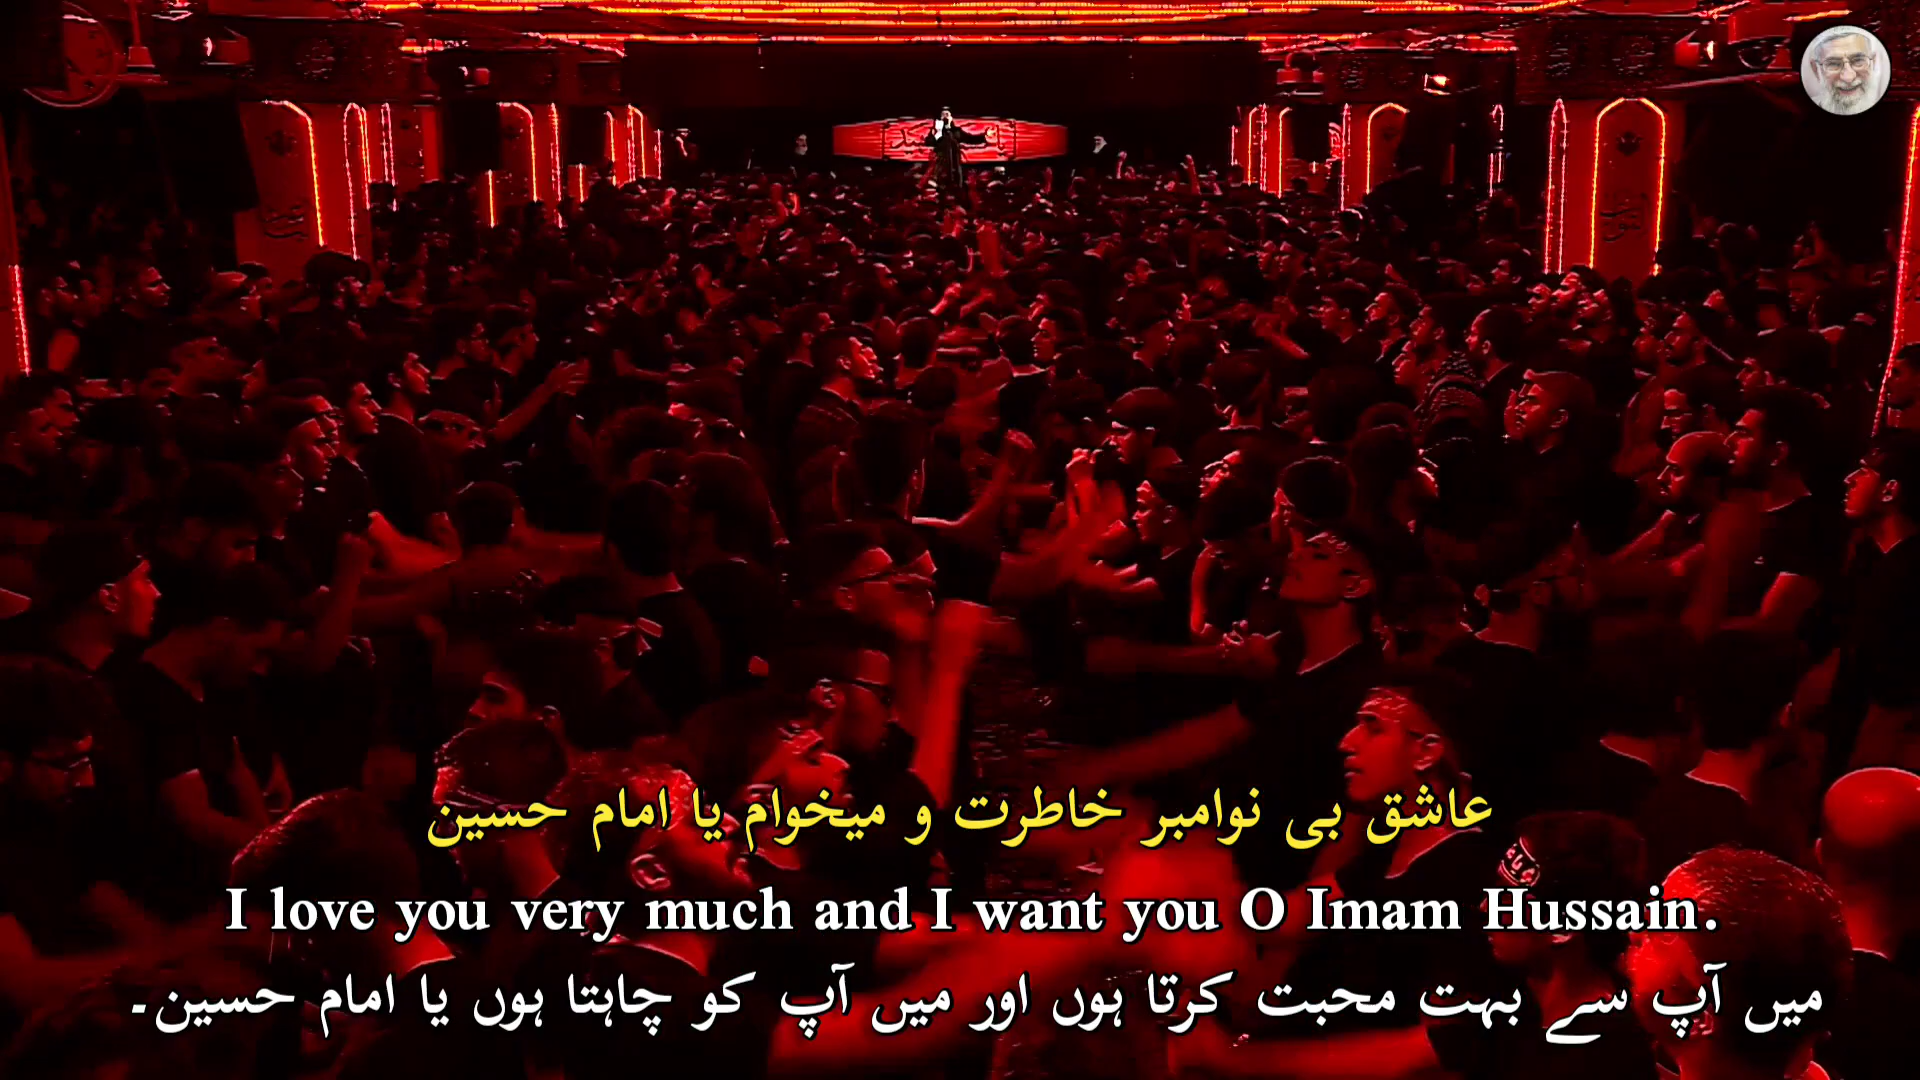 عاشق بی نوامبر خاطرت و میخوام یا امام حسین
I love you very much and I want you O Imam Hussain.
میں آپ سے بہت محبت کرتا ہوں اور میں آپ کو چاہتا ہوں یا امام حسین۔